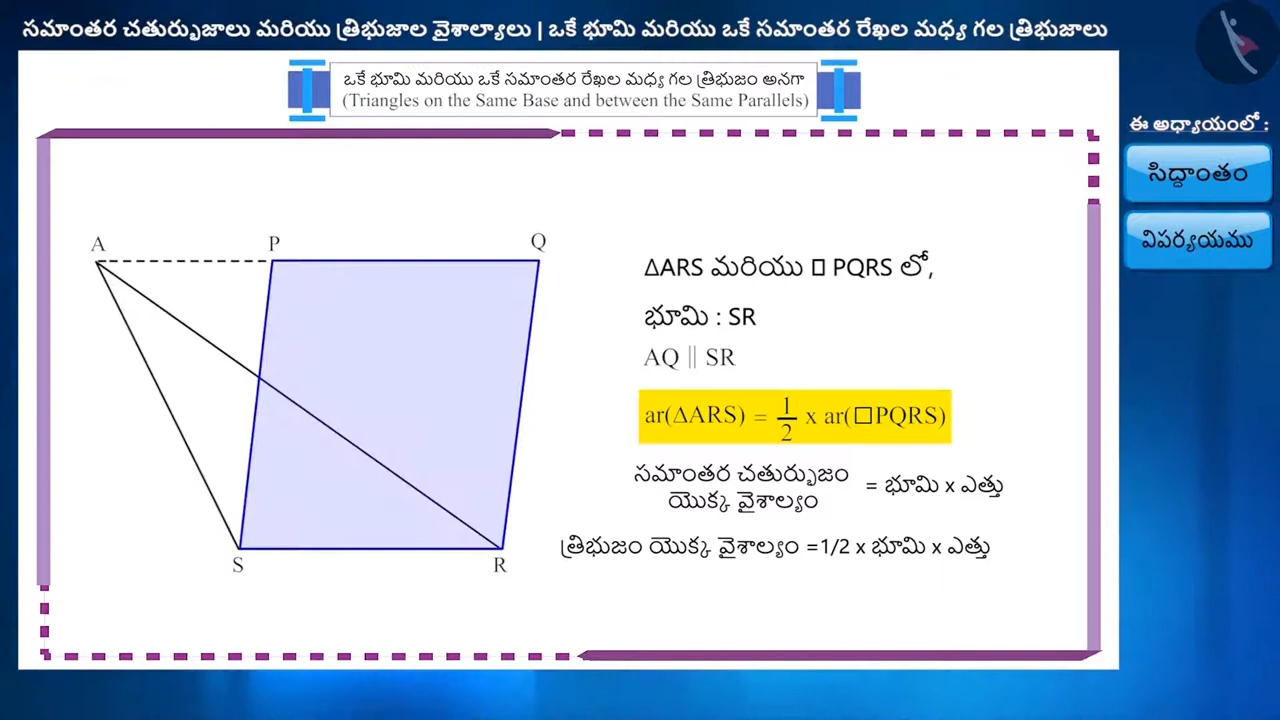 సమాంతర చతుర్భుజాలు మరియు త్రిభుజాల వైశాల్యాలు | ఒకే భూమి మరియు ఒకే సమాంతర రేఖల మధ్య గల త్రిభుజాలు
ఒకే భూమి మరియు ఒకే సమాంతర రేఖల మధ్య గల త్రిభుజం అనగా
(Triangles on the Same Base and between the Same Parallels)
ఈ అధ్యాయంలో :
సిద్దాంతం
విపర్యయము
A
P
Q
S
R
ΔARS మరియు □ PQRS లో,
భూమి : SR
AQ || SR
ar(ΔARS) = 1/2 x ar(□PQRS)
సమాంతర చతుర్భుజం
యొక్క వైశాల్యం = భూమి x ఎత్తు
త్రిభుజం యొక్క వైశాల్యం =1/2 x భూమి x ఎత్తు